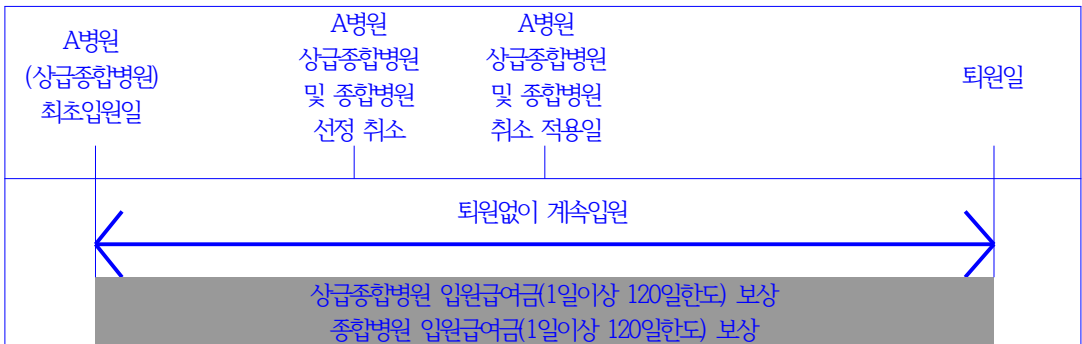 A병원
(상급종합병원)
최초입원일
A병원
상급종합병원
및 종합병원
선정 취소
A병원
상급종합병원
및 종합병원
취소 적용일
퇴원일
퇴원없이 계속입원
상급종합병원 입원급여금(1일이상 120일한도) 보상
종합병원 입원급여금(1일이상 120일한도) 보상